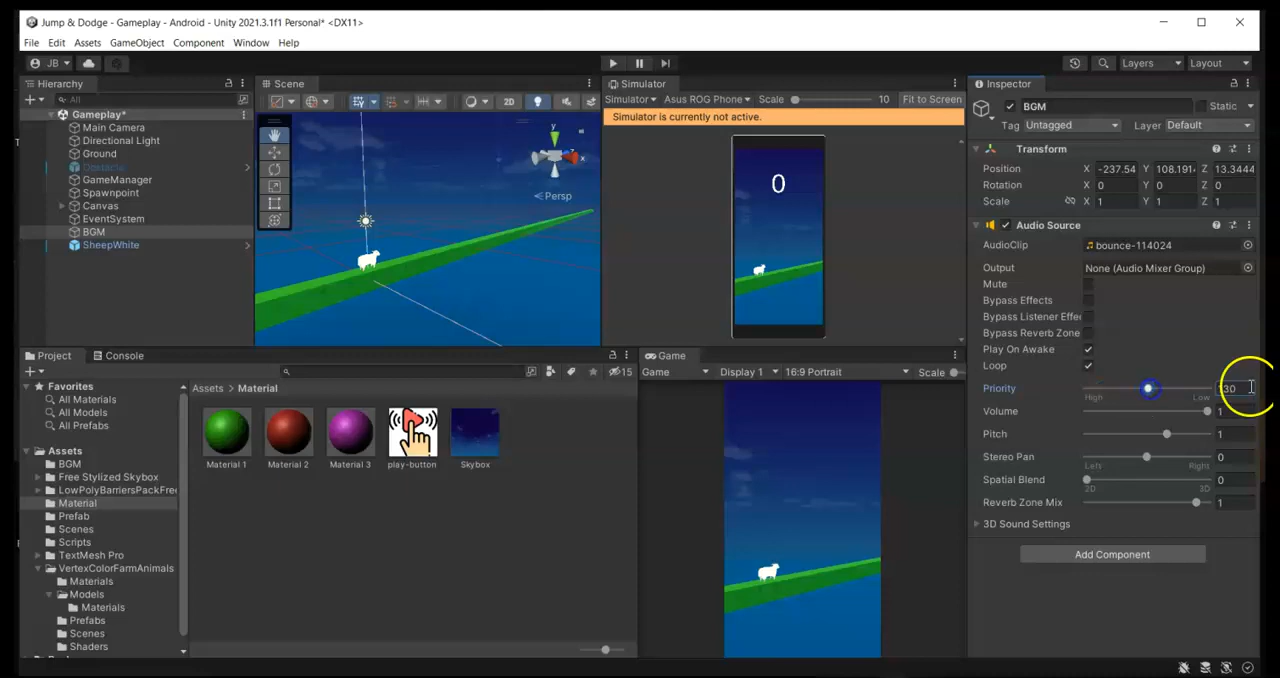 Jump & Dodge - Gameplay - Android - Unity 2021.3.1f1 Personal* <DX11>
File Edit Assets GameObject Component Window Help
JB Layers Layout
Hierarchy
All
Gameplay*
Main Camera
Directional Light
Ground
Obstacle
GameManager
Spawnpoint
Canvas
EventSystem
BGM
SheepWhite
Scene
2D
y
Persp
Simulator
Simulator Asus ROG Phone Scale 10 Fit to Screen
Simulator is currently not active.
0
Inspector
BGM Static
Tag Untagged Layer Default
Transform
Position X -237.54 Y 108.191 Z 13.3444
Rotation X 0 Y 0 Z 0
Scale X 1 Y 1 Z 1
Audio Source
AudioClip bounce-114024
Output None (Audio Mixer Group)
Mute
Bypass Effects
Bypass Listener Effe
Bypass Reverb Zone
Play On Awake
Loop
Priority
High Low
Volume 1
Pitch 1
Stereo Pan 0
Left Right
Spatial Blend 0
2D 3D
Reverb Zone Mix 1
3D Sound Settings
Add Component
Project Console
15
Favorites
All Materials
All Models
All Prefabs
Assets
BGM
Free Stylized Skybox
LowPolyBarriersPackFree
Material
Prefab
Scenes
Scripts
TextMesh Pro
VertexColorFarmAnimals
Materials
Models
Materials
Prefabs
Scenes
Shaders
Assets > Material
Material 1 Material 2 Material 3 play-button Skybox
Game
Game Display 1 16:9 Portrait Scale